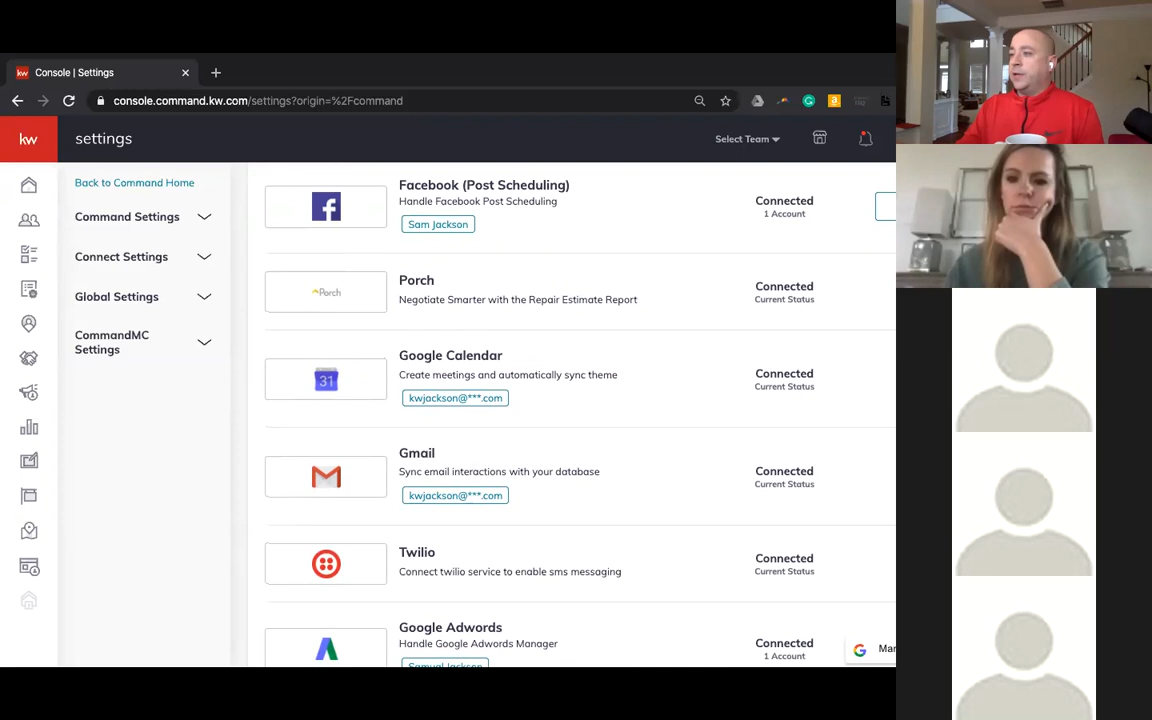 kw Console | Settings
console.command.kw.com/settings?origin=%2Fcommand
kw settings Select Team
Back to Command Home
Command Settings
Connect Settings
Global Settings
CommandMC
Settings
Facebook (Post Scheduling)
Handle Facebook Post Scheduling
Sam Jackson
Connected
1 Account
Porch
Porch
Negotiate Smarter with the Repair Estimate Report
Connected
Current Status
31
Google Calendar
Create meetings and automatically sync theme
kwjackson@***.com
Connected
Current Status
Gmail
Sync email interactions with your database
kwjackson@***.com
Connected
Current Status
Twilio
Connect twilio service to enable sms messaging
Connected
Current Status
Google Adwords
Handle Google Adwords Manager
Samual Jackson
Connected
1 Account
G Mar